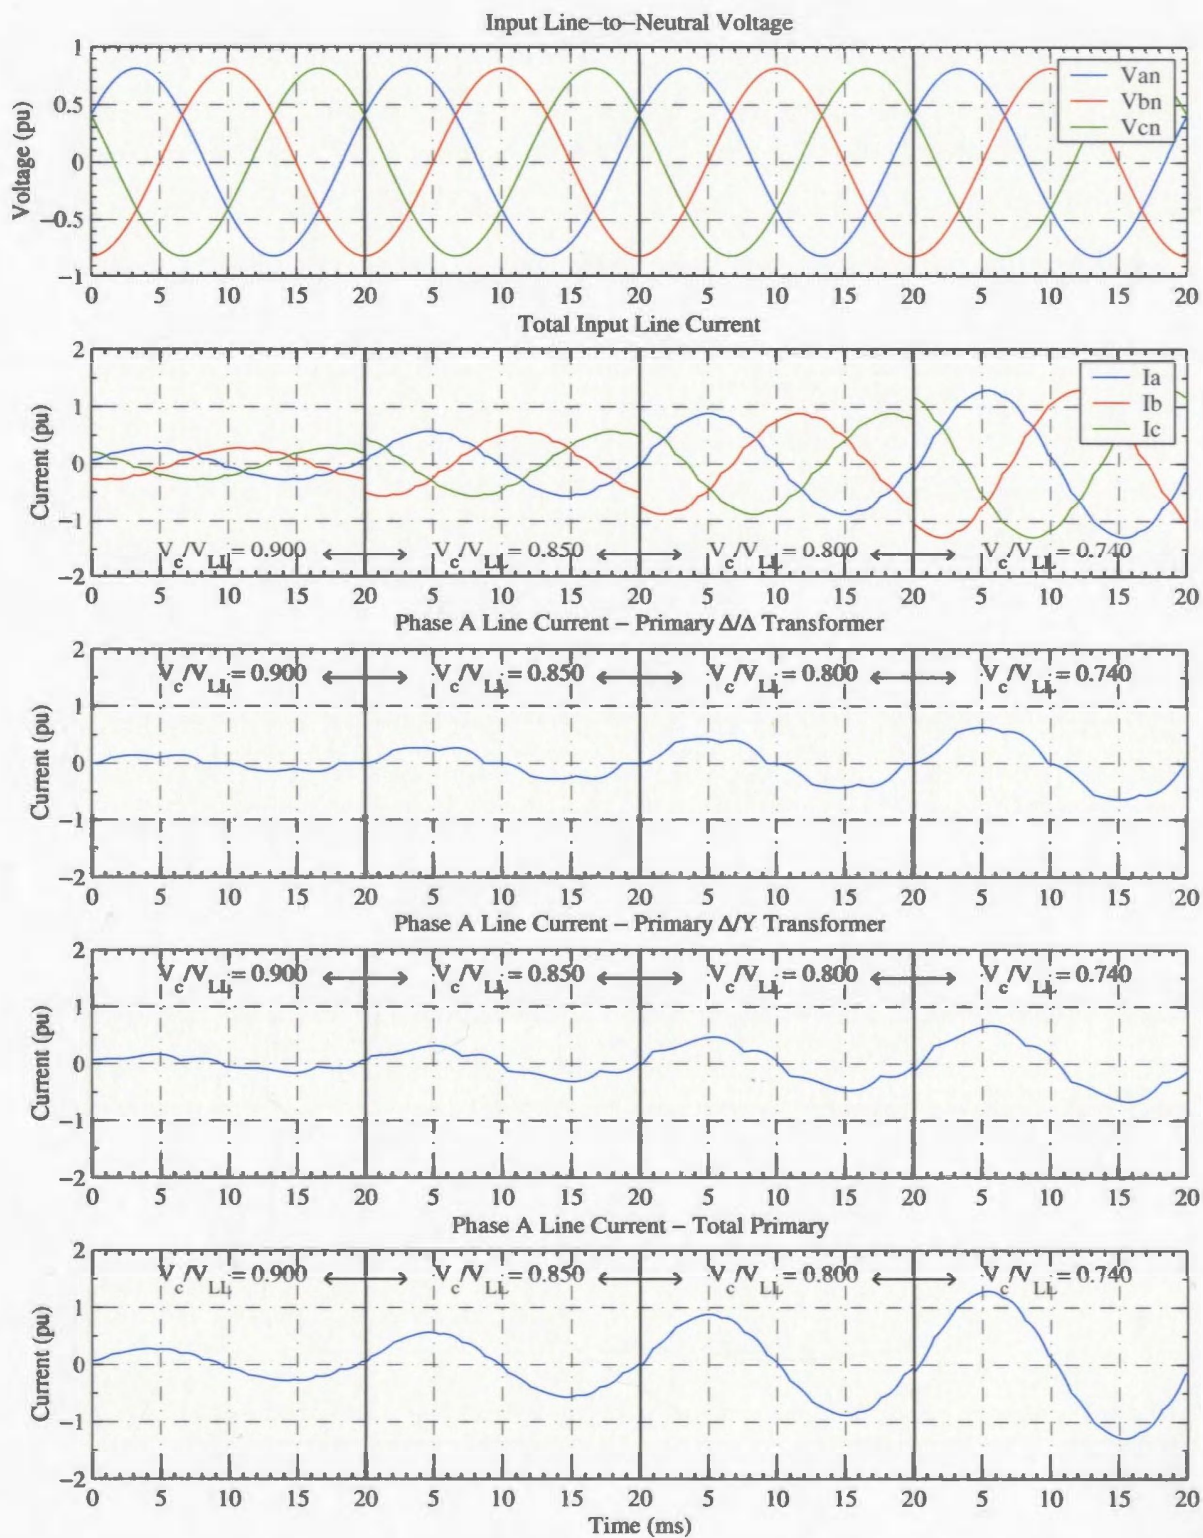 Input Line–to–Neutral Voltage
Voltage (pu)
1
0.5
0
−0.5
−1
Van
Vbn
Vcn
0 5 10 15 20 5 10 15 20 5 10 15 20 5 10 15 20
Total Input Line Current
Current (pu)
2
1
0
−1
−2
Ia
Ib
Ic
Vc/VLL = 0.900 Vc/VLL = 0.850 Vc/VLL = 0.800 Vc/VLL = 0.740
0 5 10 15 20 5 10 15 20 5 10 15 20 5 10 15 20
Phase A Line Current – Primary Δ/Δ Transformer
Current (pu)
2
1
0
−1
−2
Vc/VLL = 0.900 Vc/VLL = 0.850 Vc/VLL = 0.800 Vc/VLL = 0.740
0 5 10 15 20 5 10 15 20 5 10 15 20 5 10 15 20
Phase A Line Current – Primary Δ/Y Transformer
Current (pu)
2
1
0
−1
−2
Vc/VLL = 0.900 Vc/VLL = 0.850 Vc/VLL = 0.800 Vc/VLL = 0.740
0 5 10 15 20 5 10 15 20 5 10 15 20 5 10 15 20
Phase A Line Current – Total Primary
Current (pu)
2
1
0
−1
−2
Vc/VLL = 0.900 Vc/VLL = 0.850 Vc/VLL = 0.800 Vc/VLL = 0.740
0 5 10 15 20 5 10 15 20 5 10 15 20 5 10 15 20
Time (ms)